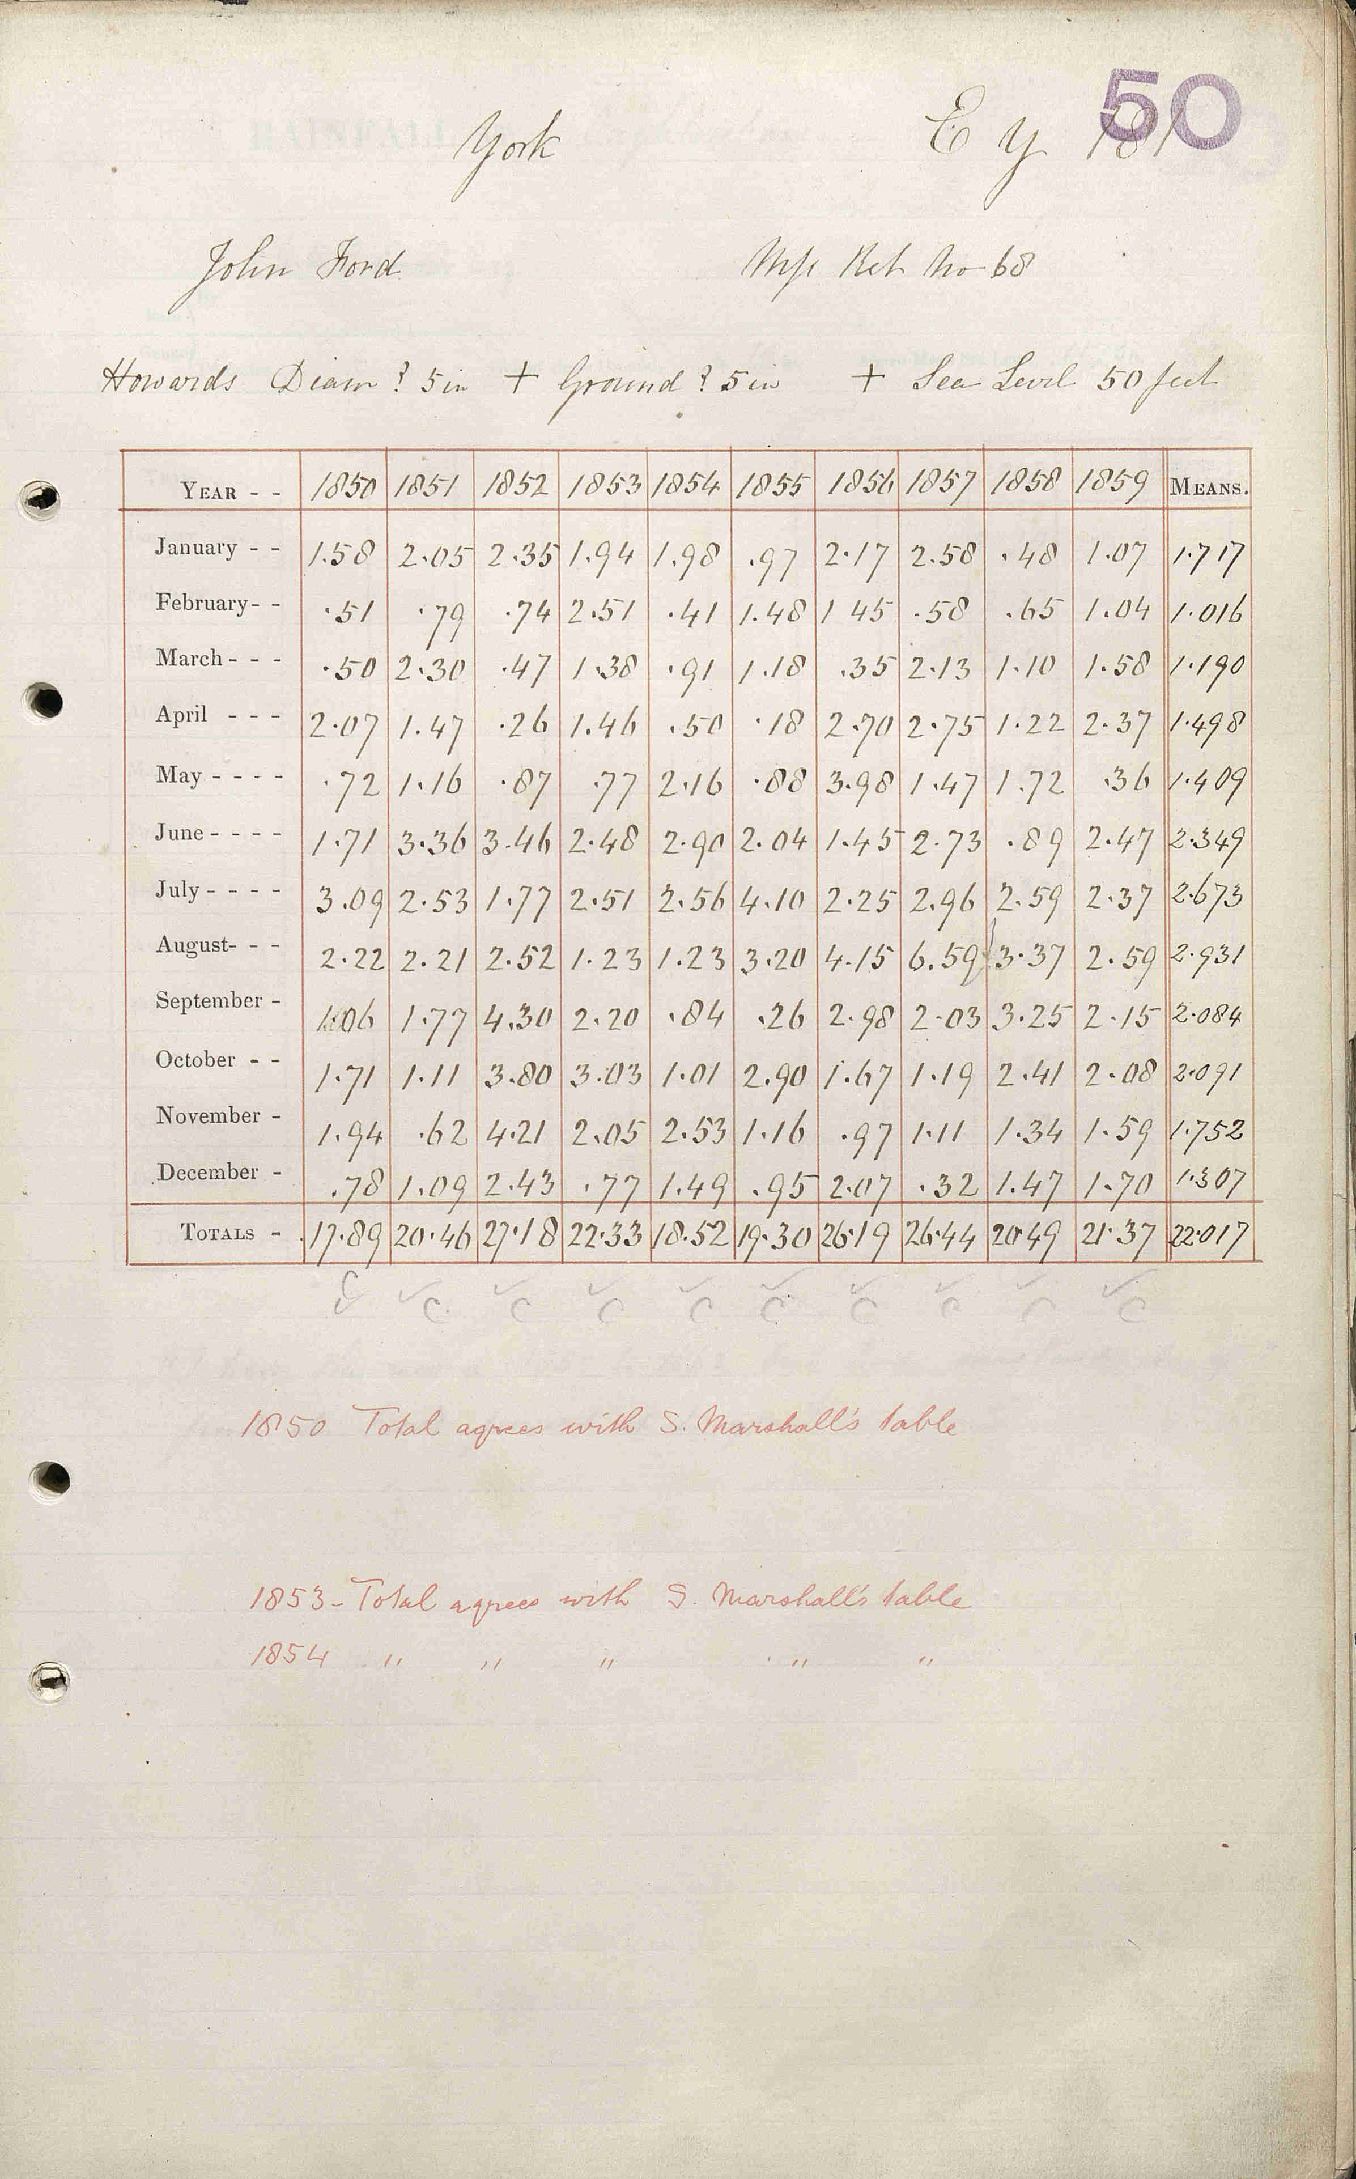 50
York E Y 181
John Ford Mss Ret No 68
Howards Diam ? 5 in + Ground ? 5 in + Sea Level 50 feet
YEAR - - 1850 1851 1852 1853 1854 1855 1856 1857 1858 1859 MEANS.
January - - 1.58 2.05 2.35 1.94 1.98 .97 2.17 2.58 .48 1.07 1.717
February- - .51 .79 .74 2.51 .41 1.48 1 45 .58 .65 1.04 1.016
March- - - .50 2.30 .47 1.38 .91 1.18 .35 2.13 1.10 1.58 1.190
April - - - 2.07 1.47 .26 1.46 .50 .18 2.70 2.75 1.22 2.37 1.498
May - - - - .72 1.16 .87 .77 2.16 .88 3.98 1.47 1.72 .36 1.409
June - - - - 1.71 3.36 3.46 2.48 2.90 2.04 1.45 2.73 .89 2.47 2.349
July - - - - 3.09 2.53 1.77 2.51 2.56 4.10 2.25 2.96 2.59 2.37 2.673
August- - - 2.22 2.21 2.52 1.23 1.23 3.20 4.15 6.59 3.37 2.59 2.931
September - 1.06 1.77 4.30 2.20 .84 .26 2.98 2.03 3.25 2.15 2.084
October - - 1.71 1.11 3.80 3.03 1.01 2.90 1.67 1.19 2.41 2.08 2.091
November - 1.94 .62 4.21 2.05 2.53 1.16 .97 1.11 1.34 1.59 1.752
December - .78 1.09 2.43 .77 1.49 .95 2.07 .32 1.47 1.70 1.307
TOTALS - 17.89 20.46 27.18 22.33 18.52 19.30 26.19 26.44 20.49 21.37 22.017
C C C C C C C C C C
1850 Total agrees with S. Marshall's table
1853 - Total agrees with S. Marshall's table
1854 " " " " "